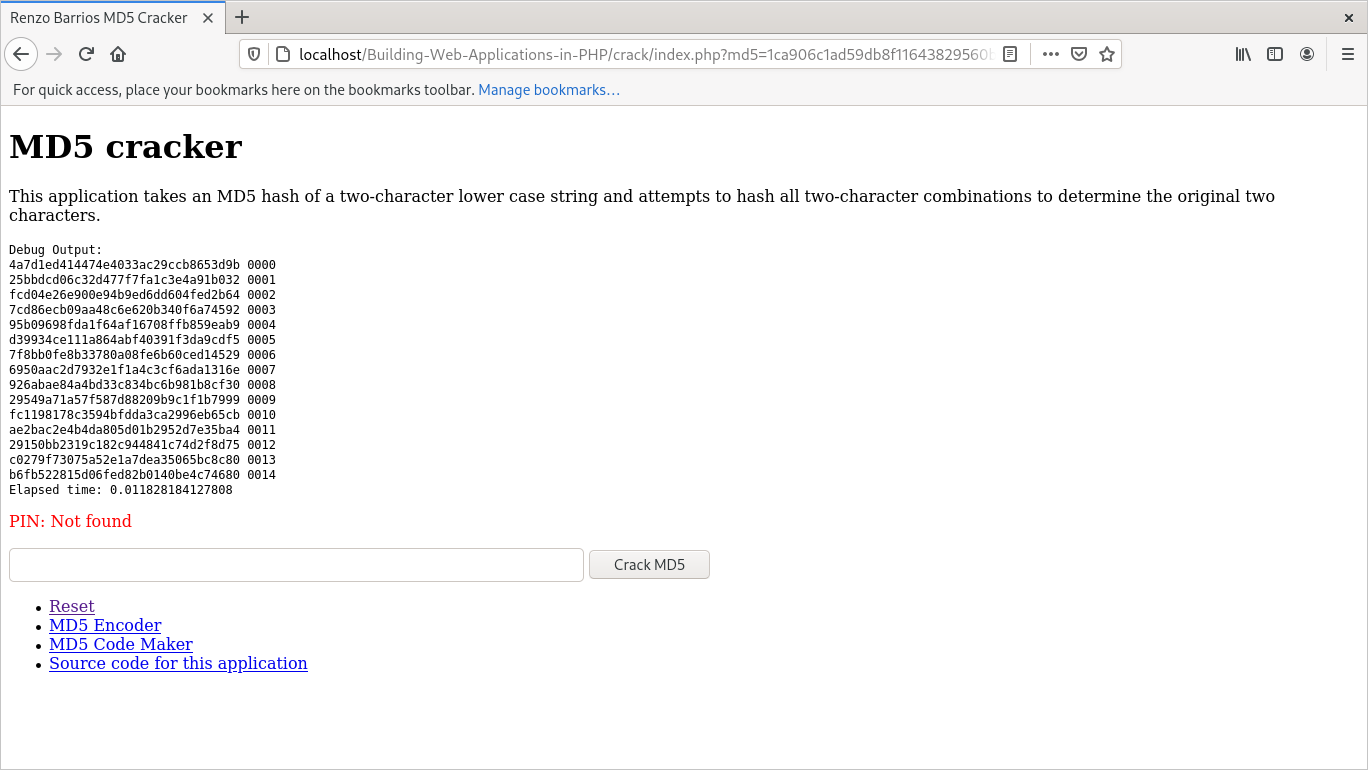 Renzo Barrios MD5 Cracker
localhost/Building-Web-Applications-in-PHP/crack/index.php?md5=1ca906c1ad59db8f11643829560b
For quick access, place your bookmarks here on the bookmarks toolbar. Manage bookmarks…
MD5 cracker
This application takes an MD5 hash of a two-character lower case string and attempts to hash all two-character combinations to determine the original two
characters.
Debug Output:
4a7d1ed414474e4033ac29ccb8653d9b 0000
25bbdcd06c32d477f7fa1c3e4a91b032 0001
fcd04e26e900e94b9ed6dd604fed2b64 0002
7cd86ecb09aa48c6e620b340f6a74592 0003
95b09698fda1f64af16708ffb859eab9 0004
d39934ce111a864abf40391f3da9cdf5 0005
7f8bb0fe8b33780a08fe6b60ced14529 0006
6950aac2d7932e1f1a4c3cf6ada1316e 0007
926abae84a4bd33c834bc6b981b8cf30 0008
29549a71a57f587d88209b9c1f1b7999 0009
fc1198178c3594bfdda3ca2996eb65cb 0010
ae2bac2e4b4da805d01b2952d7e35ba4 0011
29150bb2319c182c944841c74d2f8d75 0012
c0279f73075a52e1a7dea35065bc8c80 0013
b6fb522815d06fed82b0140be4c74680 0014
Elapsed time: 0.011828184127808
PIN: Not found
Crack MD5
Reset
MD5 Encoder
MD5 Code Maker
Source code for this application